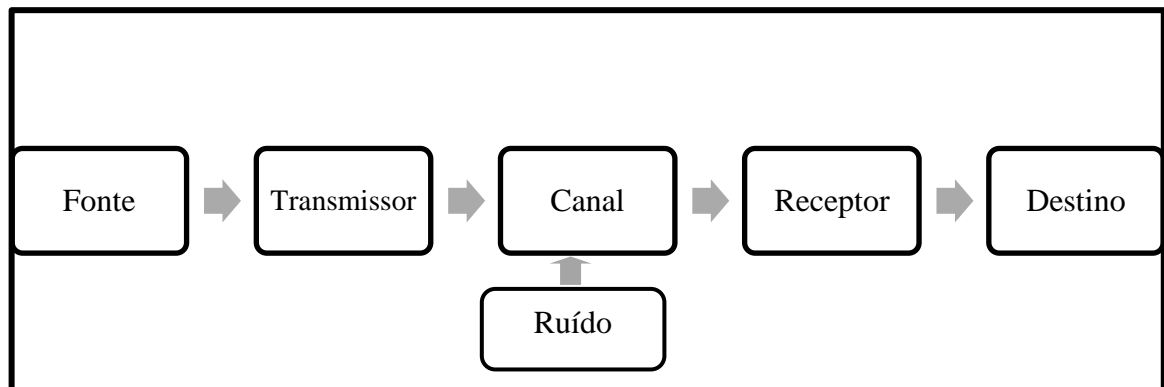 Fonte
Transmissor
Canal
Receptor
Destino
Ruído